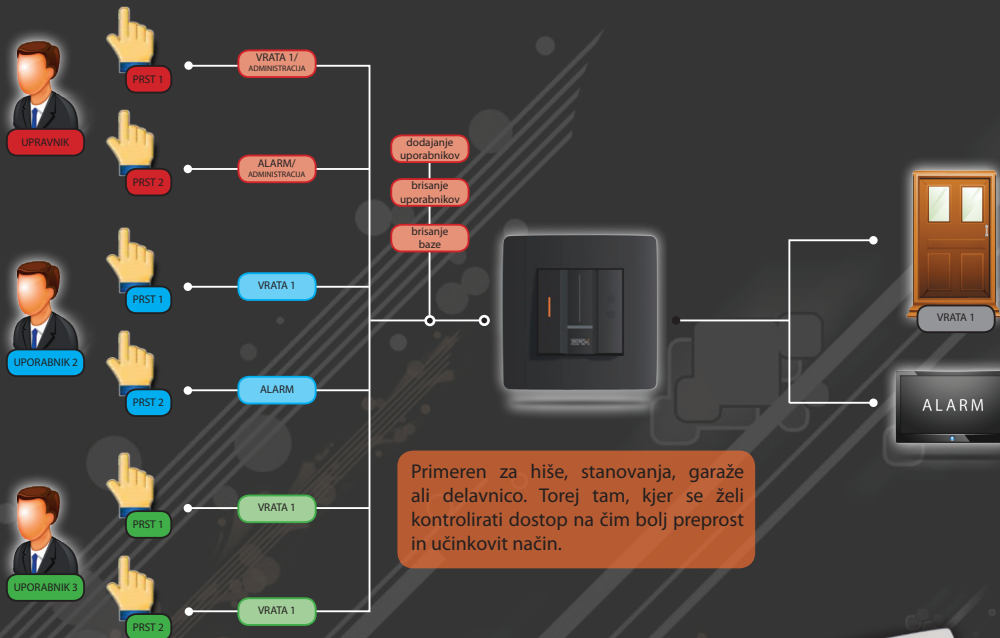 VRATA 1/
ADMINISTRACIJA
PRST 1
UPRAVNIK
ALARM/
ADMINISTRACIJA
PRST 2
dodajanje
uporabnikov
brisanje
uporabnikov
brisanje
baze
VRATA 1
PRST 1
UPORABNIK 2
ALARM
PRST 2
VRATA 1
ALARM
Primeren za hiše, stanovanja, garaže
ali delavnico. Torej tam, kjer se želi
kontrolirati dostop na čim bolj preprost
in učinkovit način.
VRATA 1
PRST 1
UPORABNIK 3
VRATA 1
PRST 2